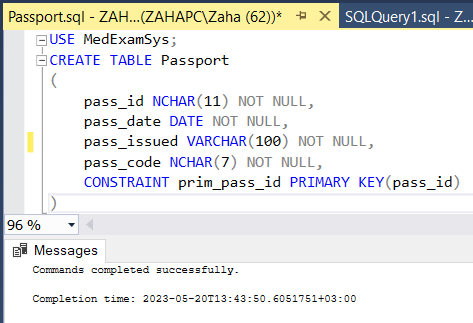 Passport.sql - ZAH...(ZAHAPC\Zaha (62))*
SQLQuery1.sql - Z...
USE MedExamSys;
CREATE TABLE Passport
(
pass_id NCHAR(11) NOT NULL,
pass_date DATE NOT NULL,
pass_issued VARCHAR(100) NOT NULL,
pass_code NCHAR(7) NOT NULL,
CONSTRAINT prim_pass_id PRIMARY KEY(pass_id)
)
96 %
Messages
Commands completed successfully.
Completion time: 2023-05-20T13:43:50.6051751+03:00